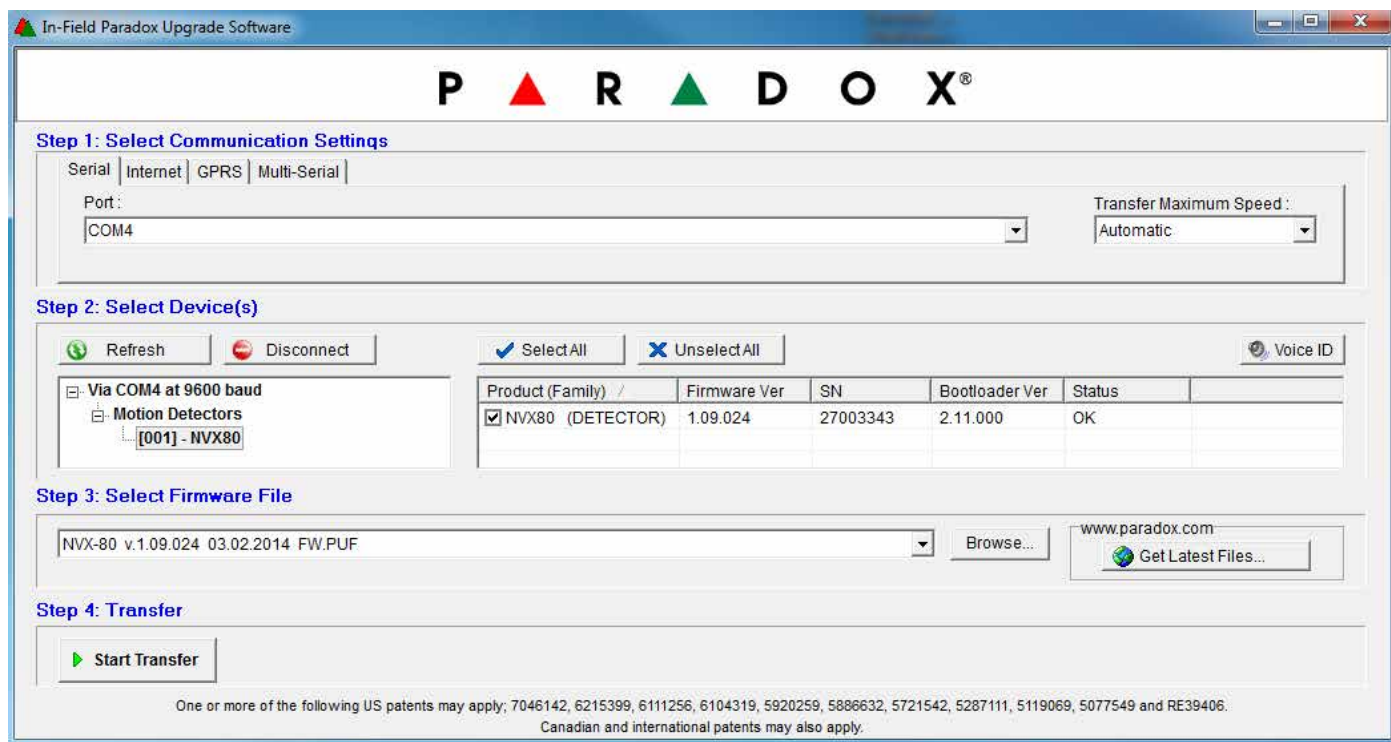 In-Field Paradox Upgrade Software
PARADOX®
Step 1: Select Communication Settings
Serial Internet GPRS Multi-Serial
Port : Transfer Maximum Speed :
COM4 Automatic
Step 2: Select Device(s)
Refresh Disconnect Select All Unselect All Voice ID
Via COM4 at 9600 baud
Motion Detectors
[001] - NVX80
Product (Family) Firmware Ver SN Bootloader Ver Status
NVX80 (DETECTOR) 1.09.024 27003343 2.11.000 OK
Step 3: Select Firmware File
NVX-80 v.1.09.024 03.02.2014 FW.PUF Browse...
www.paradox.com
Get Latest Files...
Step 4: Transfer
Start Transfer
One or more of the following US patents may apply; 7046142, 6215399, 6111256, 6104319, 5920259, 5886632, 5721542, 5287111, 5119069, 5077549 and RE39406.
Canadian and international patents may also apply.